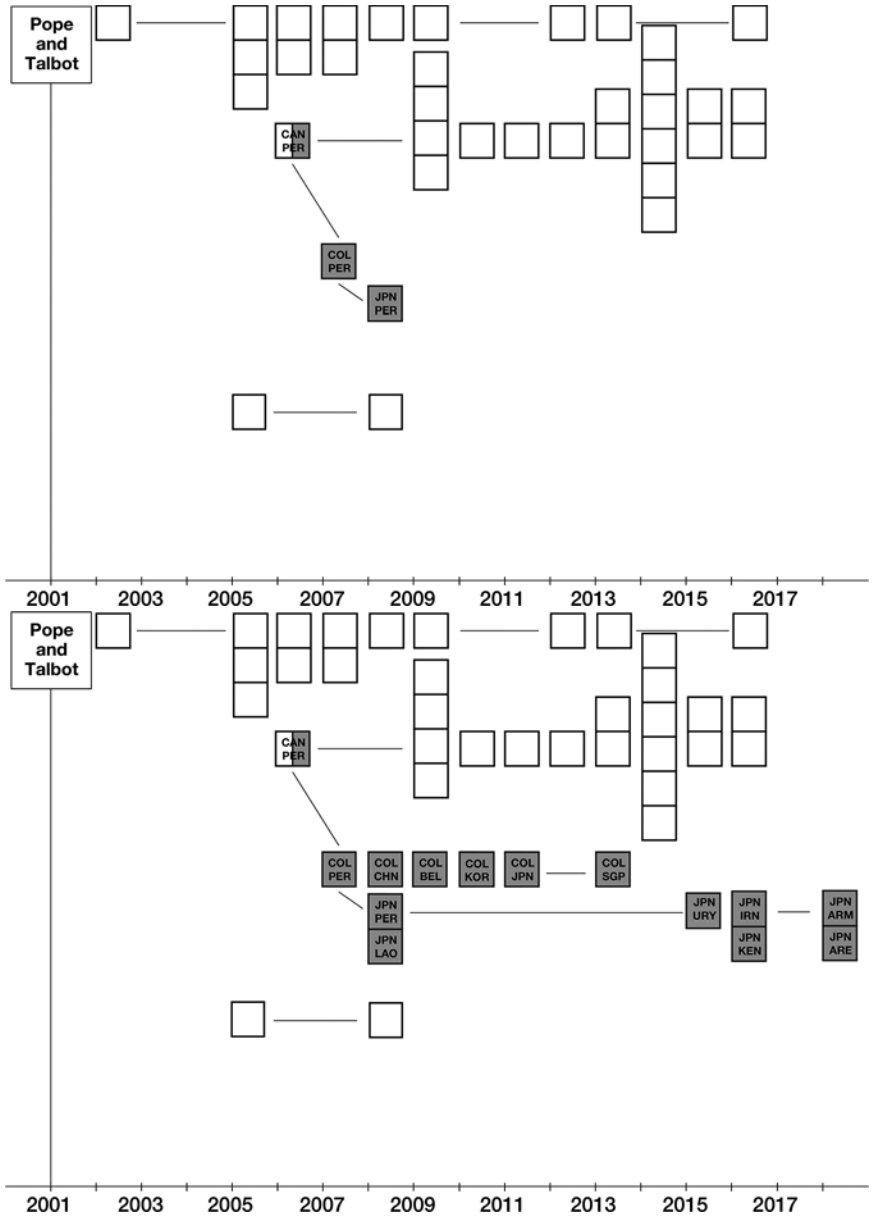 Pope
and
Talbot
CAN
PER
COL
PER
JPN
PER
2001 2003 2005 2007 2009 2011 2013 2015 2017
Pope
and
Talbot
CAN
PER
COL COL COL COL COL COL
PER CHN BEL KOR JPN SGP
JPN JPN JPN JPN
PER URY IRN ARM
JPN JPN JPN
LAO KEN ARE
2001 2003 2005 2007 2009 2011 2013 2015 2017